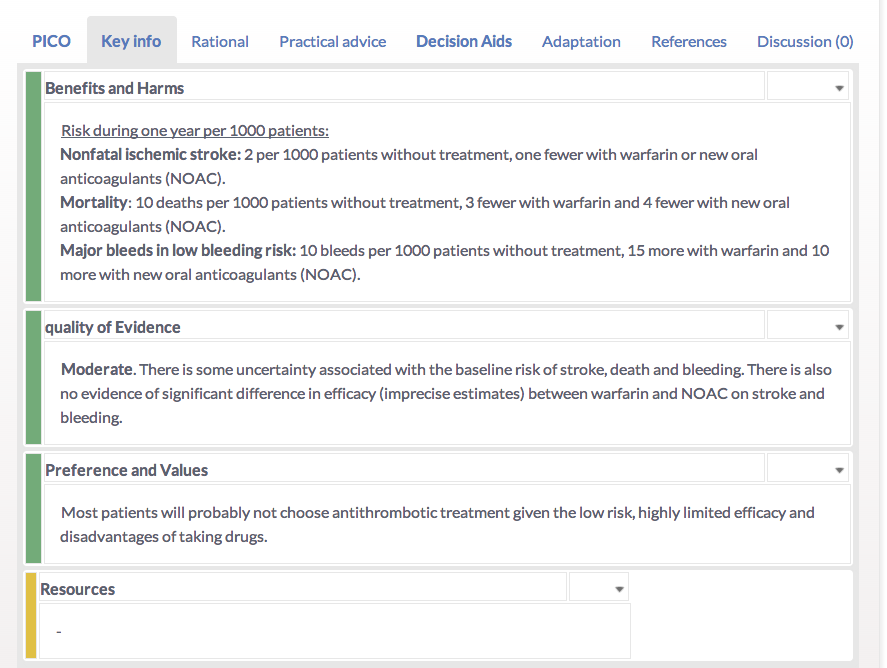 PICO Key info Rational Practical advice Decision Aids Adaptation References Discussion (0)
Benefits and Harms
Risk during one year per 1000 patients:
Nonfatal ischemic stroke: 2 per 1000 patients without treatment, one fewer with warfarin or new oral
anticoagulants (NOAC).
Mortality: 10 deaths per 1000 patients without treatment, 3 fewer with warfarin and 4 fewer with new oral
anticoagulants (NOAC).
Major bleeds in low bleeding risk: 10 bleeds per 1000 patients without treatment, 15 more with warfarin and 10
more with new oral anticoagulants (NOAC).
quality of Evidence
Moderate. There is some uncertainty associated with the baseline risk of stroke, death and bleeding. There is also
no evidence of significant difference in efficacy (imprecise estimates) between warfarin and NOAC on stroke and
bleeding.
Preference and Values
Most patients will probably not choose antithrombotic treatment given the low risk, highly limited efficacy and
disadvantages of taking drugs.
Resources
-